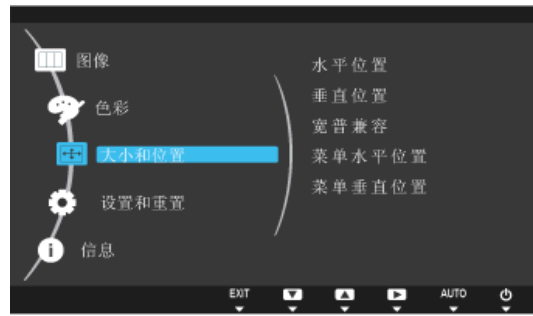 图像
色彩
大小和位置
设置和重置
信息
水平位置
垂直位置
宽普兼容
菜单水平位置
菜单垂直位置
EXIT
AUTO